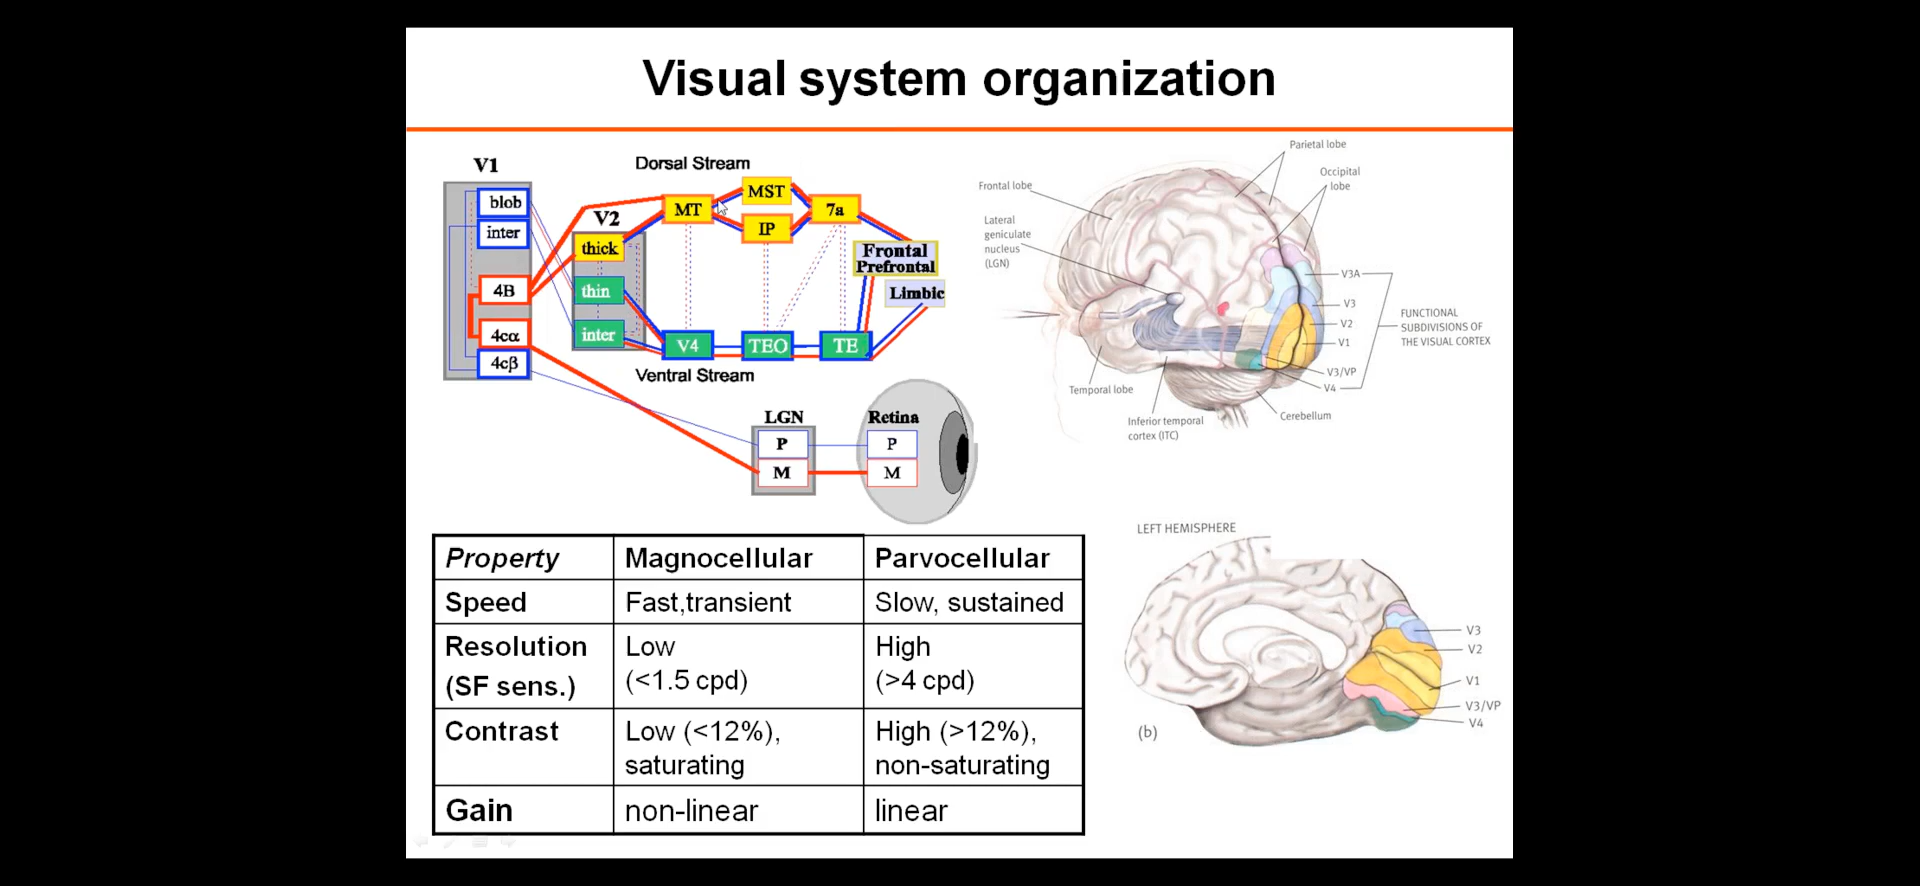 Visual system organization
V1
blob
inter
4B
4cα
4cβ
V2
thick
thin
inter
Dorsal Stream
MT
MST
IP
7a
Frontal
Prefrontal
Limbic
V4
TEO
TE
Ventral Stream
LGN
P
M
Retina
P
M
Parietal lobe
Occipital
lobe
Frontal lobe
Lateral
geniculate
nucleus
(LGN)
V3A
V3
V2
V1
V3/VP
V4
FUNCTIONAL
SUBDIVISIONS OF
THE VISUAL CORTEX
Temporal lobe
Inferior temporal
cortex (ITC)
Cerebellum
Property Magnocellular Parvocellular
Speed Fast,transient Slow, sustained
Resolution Low High
(SF sens.) (<1.5 cpd) (>4 cpd)
Contrast Low (<12%), High (>12%),
saturating non-saturating
Gain non-linear linear
LEFT HEMISPHERE
V3
V2
V1
V3/VP
V4
(b)